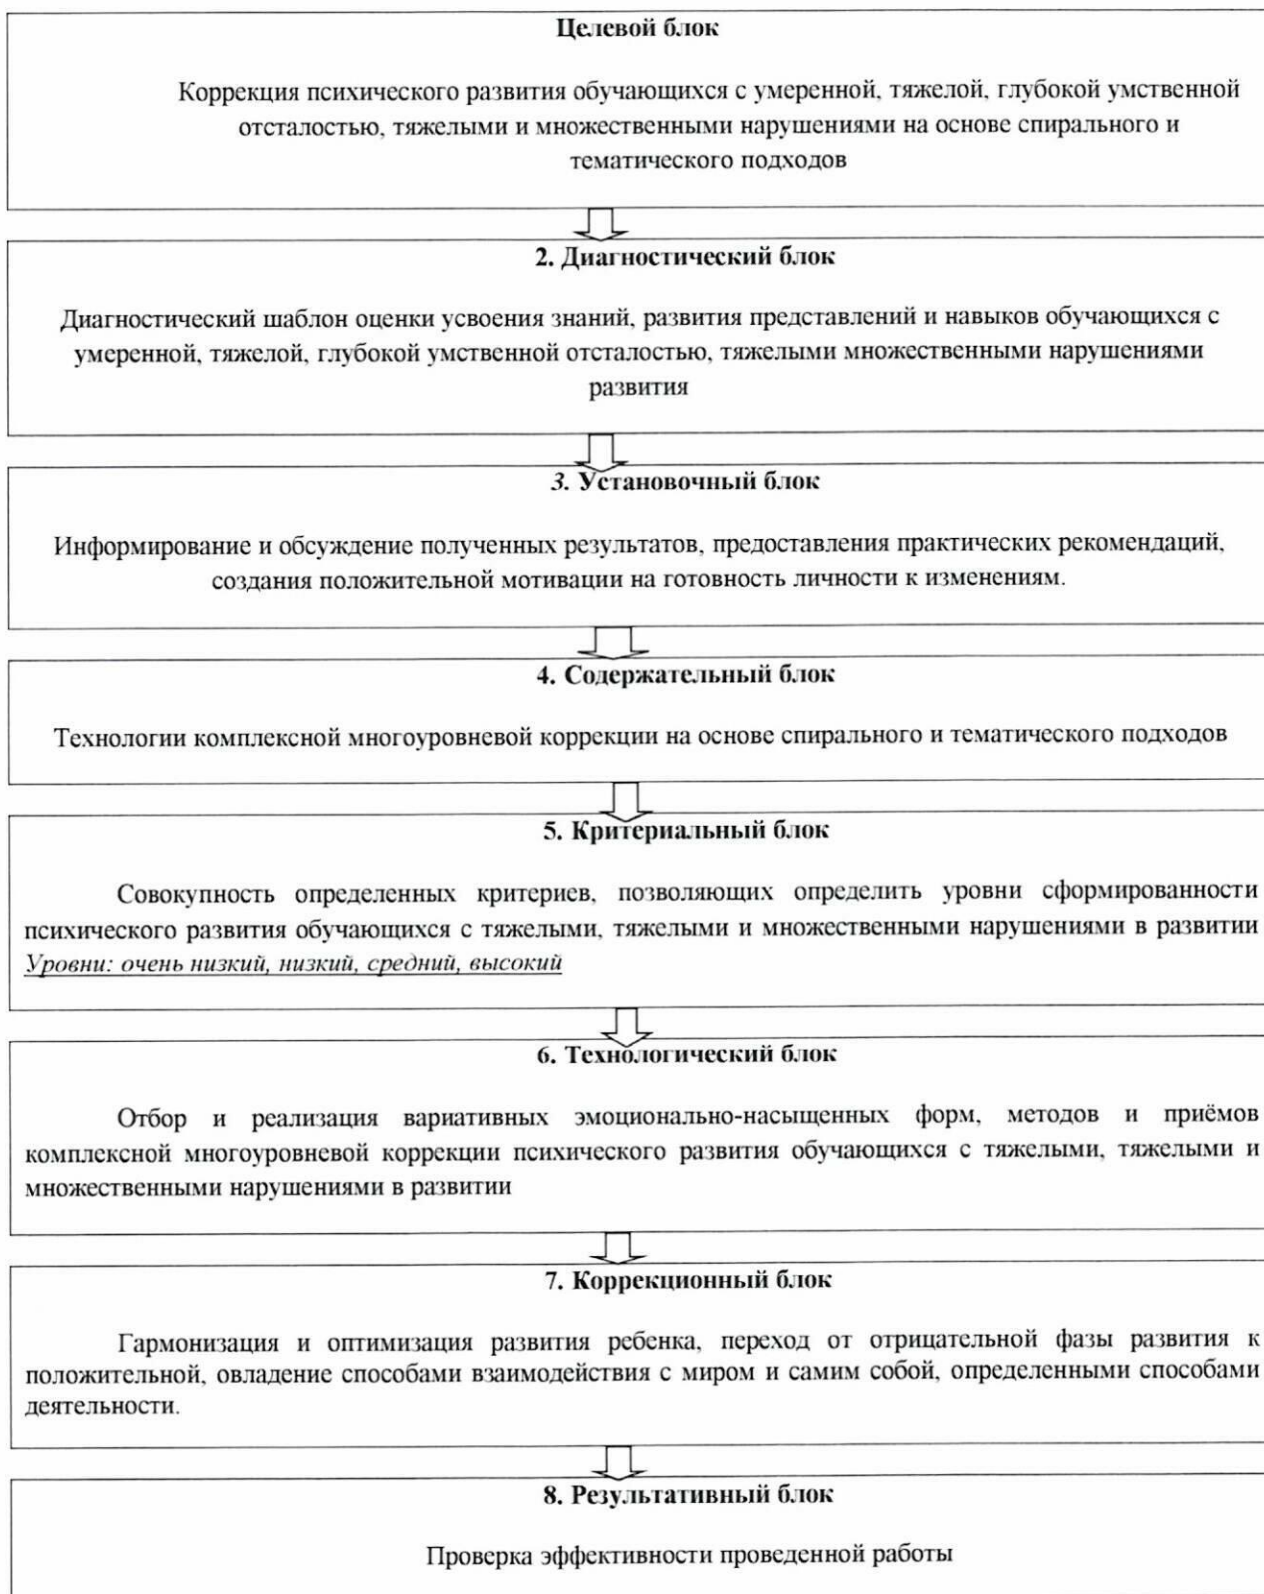 Целевой блок
Коррекция психического развития обучающихся с умеренной, тяжелой, глубокой умственной
отсталостью, тяжелыми и множественными нарушениями на основе спирального и
тематического подходов
2. Диагностический блок
Диагностический шаблон оценки усвоения знаний, развития представлений и навыков обучающихся с
умеренной, тяжелой, глубокой умственной отсталостью, тяжелыми множественными нарушениями
развития
3. Установочный блок
Информирование и обсуждение полученных результатов, предоставления практических рекомендаций,
создания положительной мотивации на готовность личности к изменениям.
4. Содержательный блок
Технологии комплексной многоуровневой коррекции на основе спирального и тематического подходов
5. Критериальный блок
Совокупность определенных критериев, позволяющих определить уровни сформированности
психического развития обучающихся с тяжелыми, тяжелыми и множественными нарушениями в развитии
Уровни: очень низкий, низкий, средний, высокий
6. Технологический блок
Отбор и реализация вариативных эмоционально-насыщенных форм, методов и приёмов
комплексной многоуровневой коррекции психического развития обучающихся с тяжелыми, тяжелыми и
множественными нарушениями в развитии
7. Коррекционный блок
Гармонизация и оптимизация развития ребенка, переход от отрицательной фазы развития к
положительной, овладение способами взаимодействия с миром и самим собой, определенными способами
деятельности.
8. Результативный блок
Проверка эффективности проведенной работы